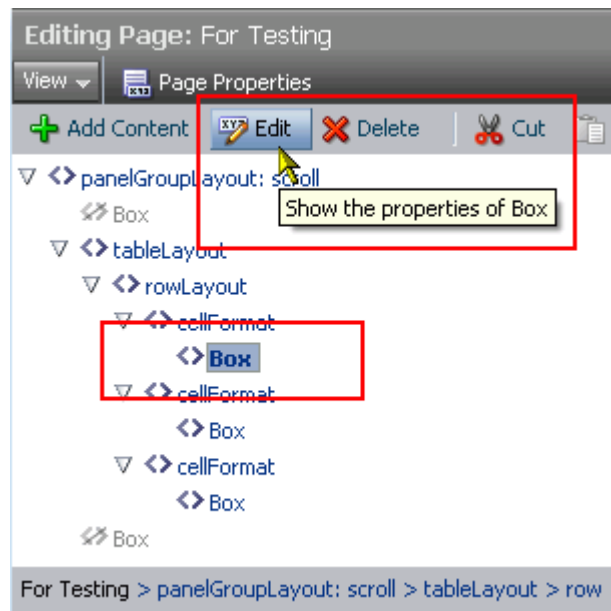 Editing Page: For Testing
View Page Properties
Add Content Edit Delete Cut
panelGroupLayout: scroll
Box
Show the properties of Box
tableLayout
rowLayout
cellFormat
Box
cellFormat
Box
cellFormat
Box
Box
For Testing > panelGroupLayout: scroll > tableLayout > row